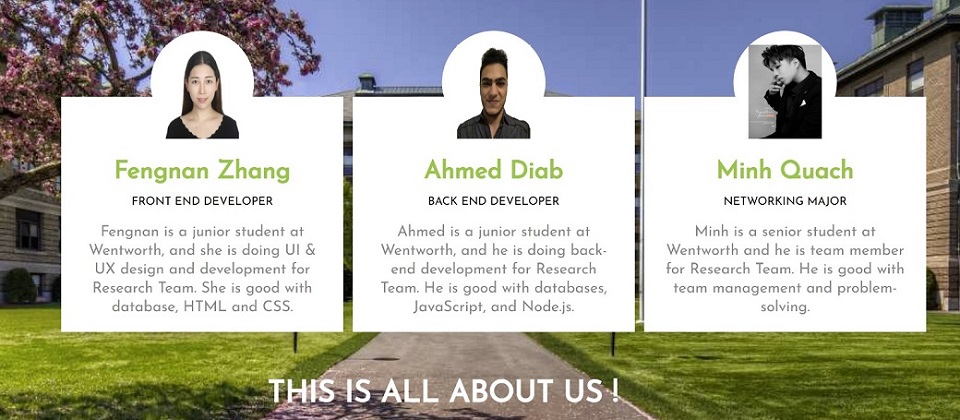 Fengnan Zhang
FRONT END DEVELOPER
Fengnan is a junior student at
Wentworth, and she is doing UI &
UX design and development for
Research Team. She is good with
database, HTML and CSS.
Ahmed Diab
BACK END DEVELOPER
Ahmed is a junior student at
Wentworth, and he is doing back-
end development for Research
Team. He is good with databases,
JavaScript, and Node.js.
Minh Quach
NETWORKING MAJOR
Minh is a senior student at
Wentworth and he is team member
for Research Team. He is good with
team management and problem-
solving.
THIS IS ALL ABOUT US !